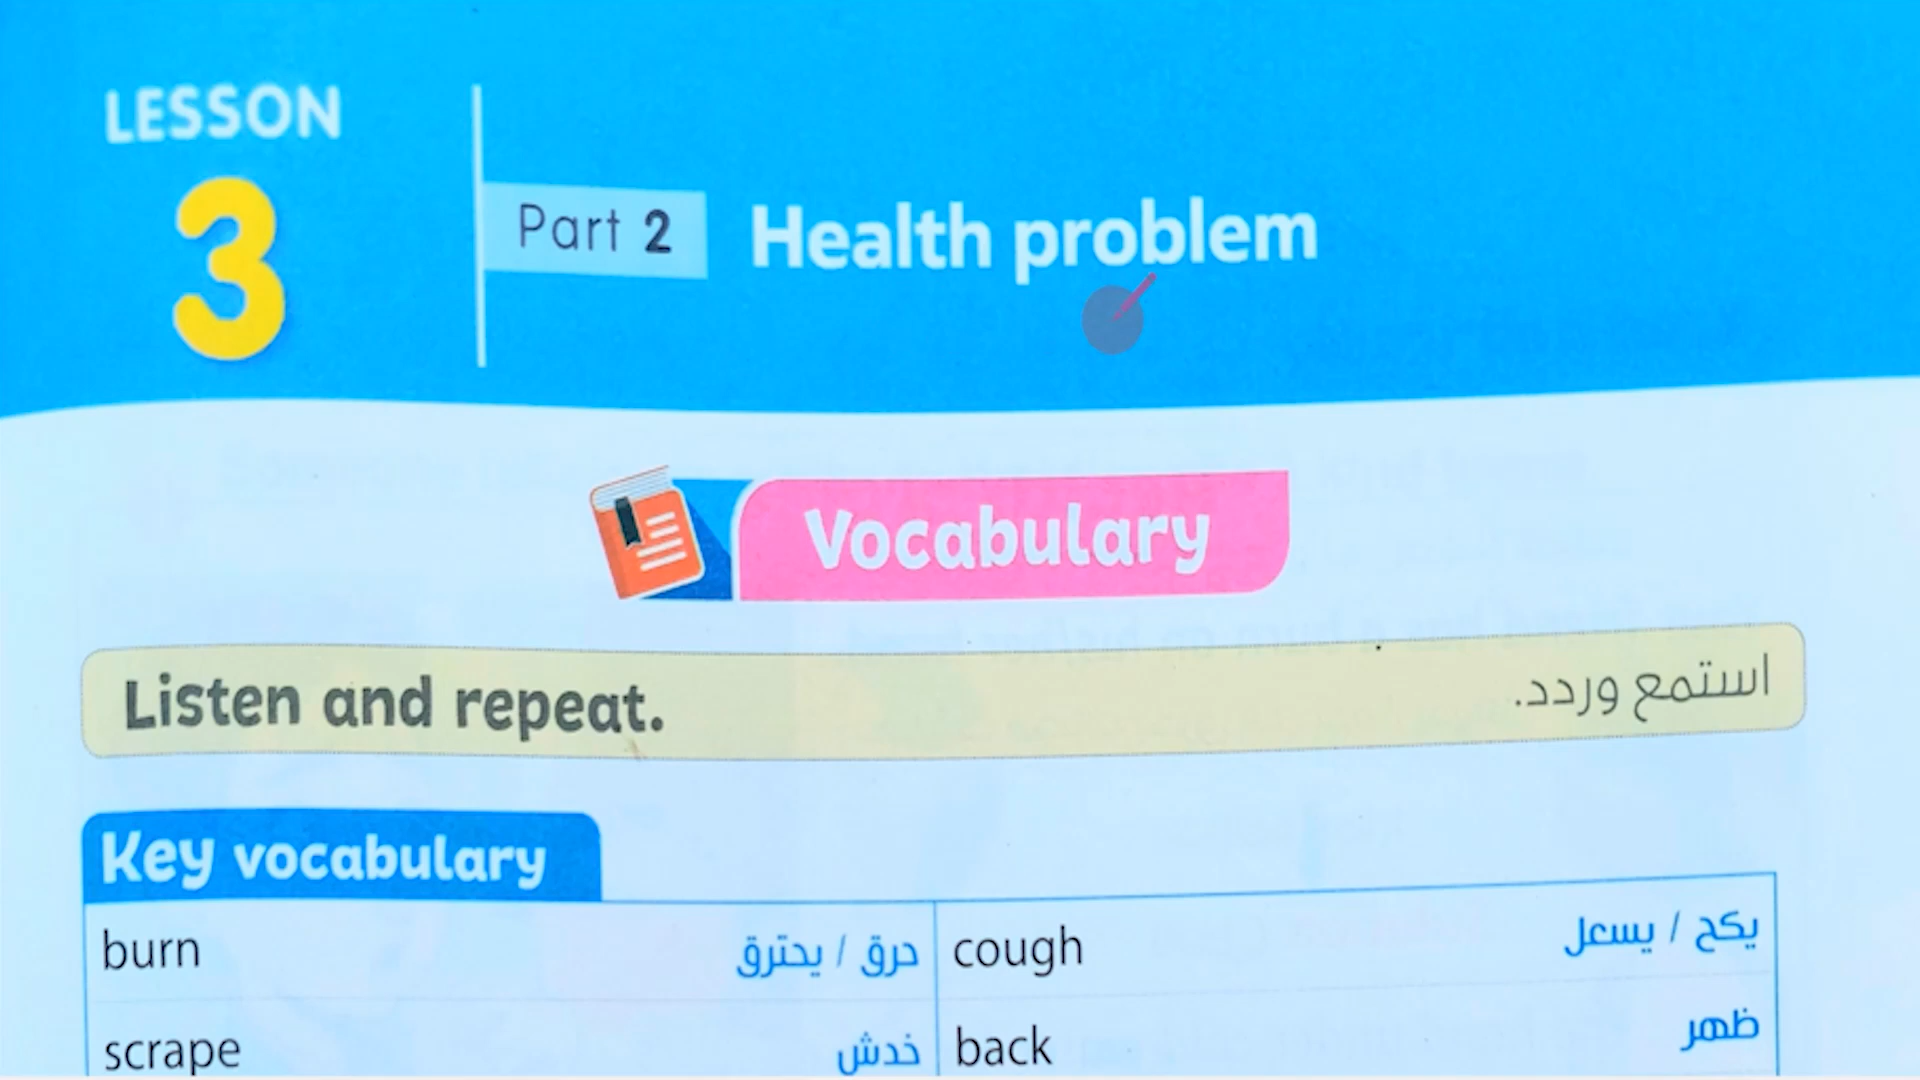 LESSON
3
Part 2
Health problem
Vocabulary
Listen and repeat.
استمع وردد.
Key vocabulary
burn حرق / يحترق cough يكح / يسعل
scrape خدش back ظهر